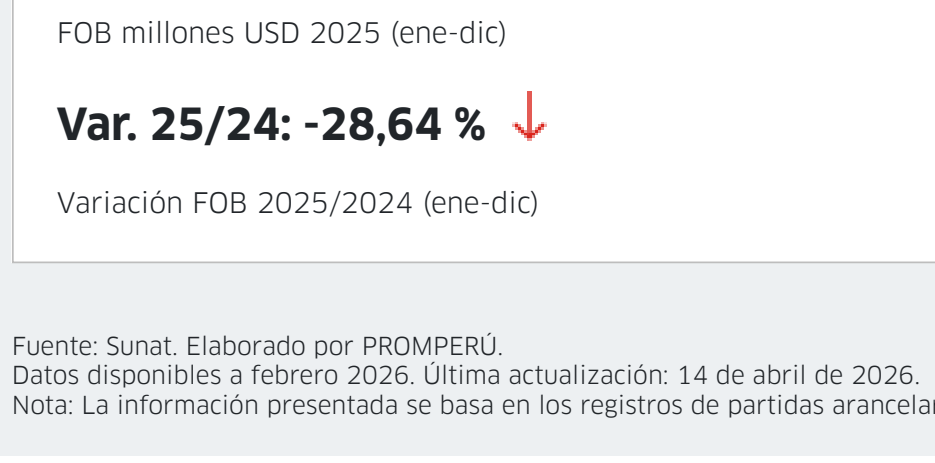 FOB millones USD 2025 (ene-dic)
Var. 25/24: -28,64 %
Variación FOB 2025/2024 (ene-dic)
Fuente: Sunat. Elaborado por PROMPERÚ.
Datos disponibles a febrero 2026. Última actualización: 14 de abril de 2026.
Nota: La información presentada se basa en los registros de partidas